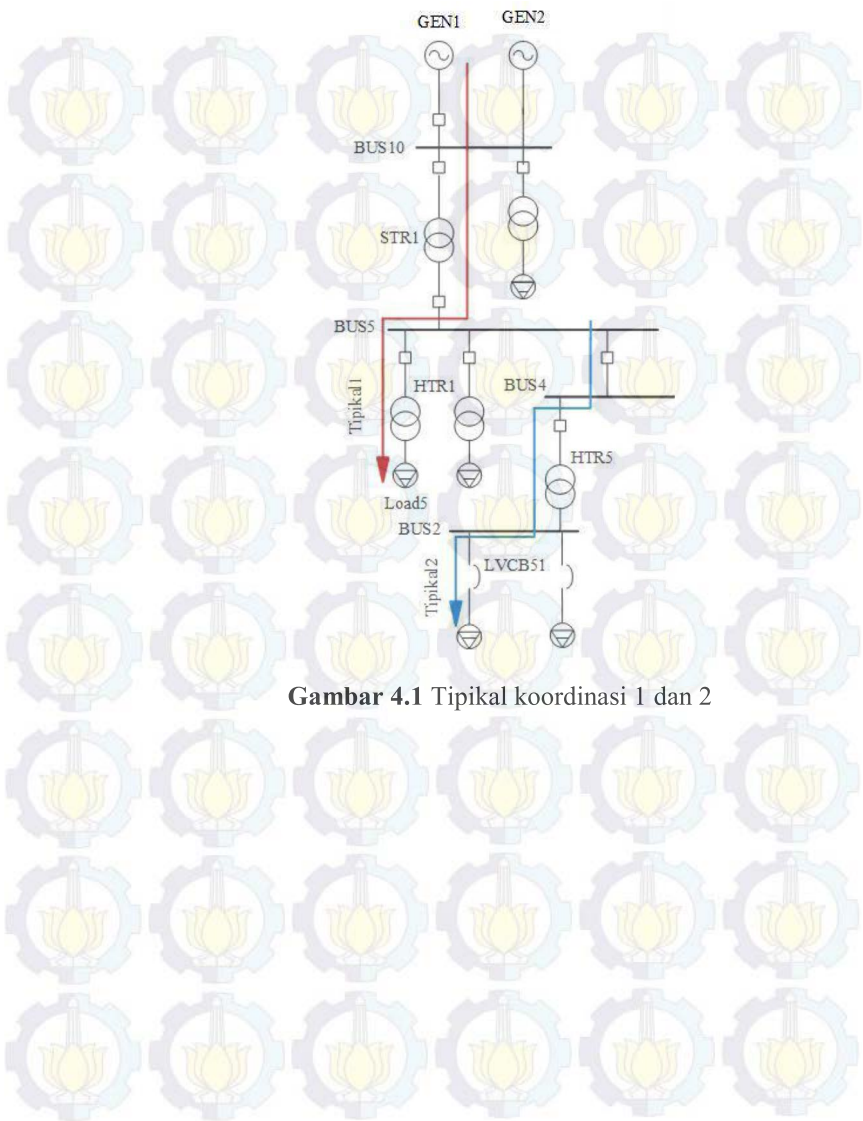 GEN1
GEN2
BUS10
STR1
BUS5
HTR1
BUS4
Tipikal1
HTR5
Load5
BUS2
LVCB51
Tipikal2
Gambar 4.1 Tipikal koordinasi 1 dan 2